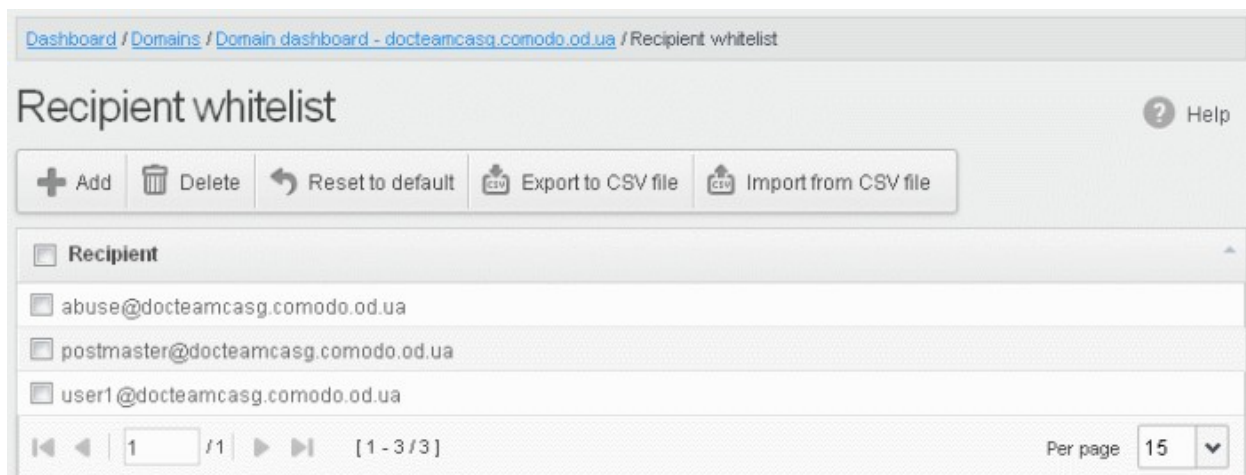 Dashboard / Domains / Domain dashboard - docteamcasg.comodo.od.ua / Recipient whitelist
Recipient whitelist
Help
Add Delete Reset to default CSV Export to CSV file CSV Import from CSV file
Recipient
abuse@docteamcasg.comodo.od.ua
postmaster@docteamcasg.comodo.od.ua
user1@docteamcasg.comodo.od.ua
1 / 1 [ 1 - 3 / 3 ] Per page 15